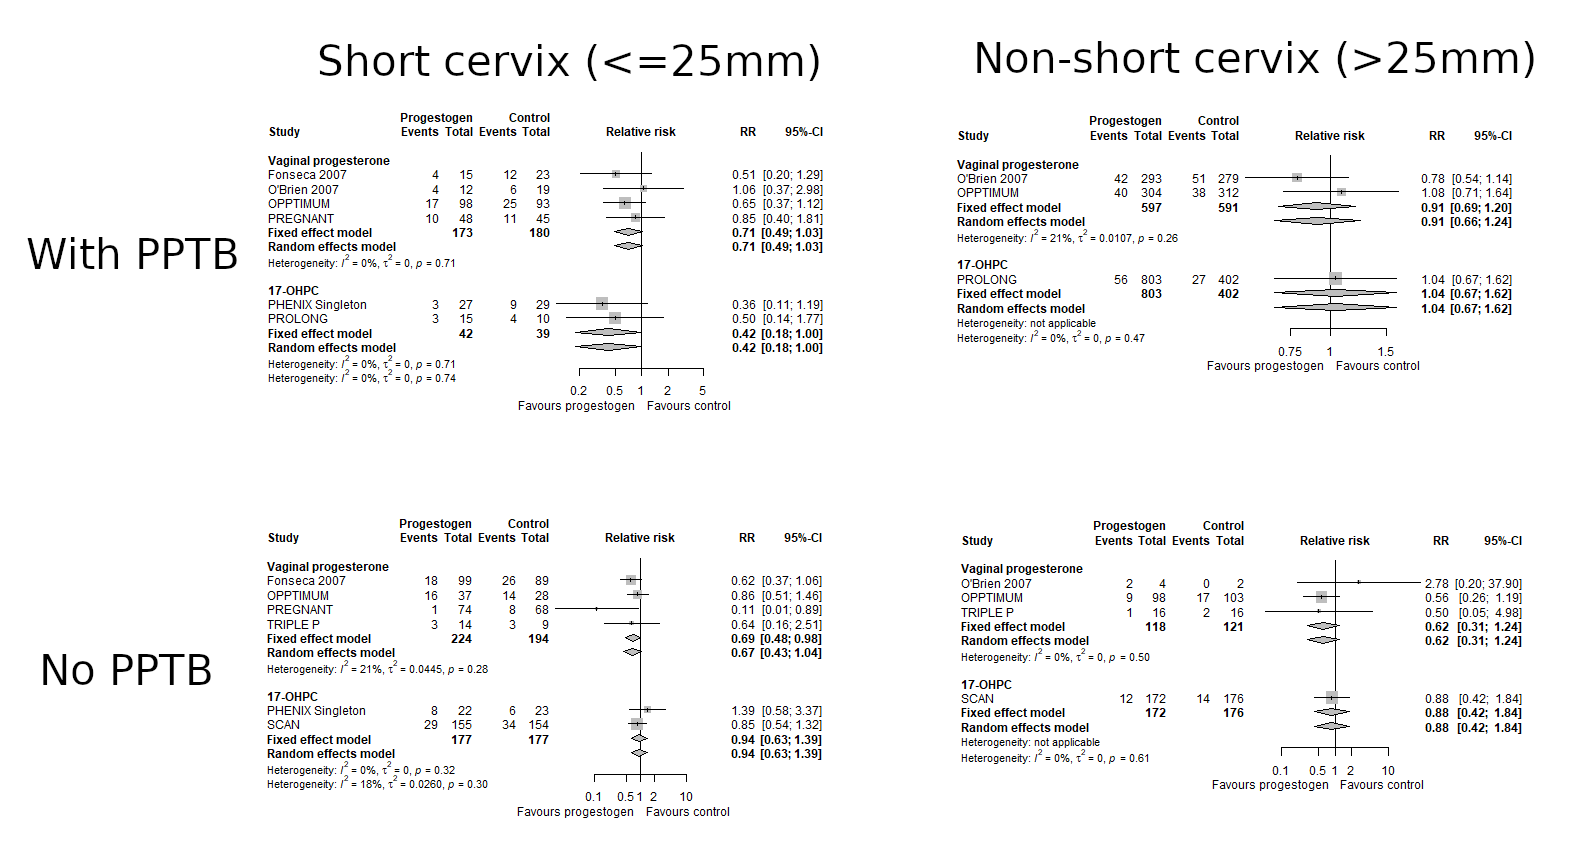 Short cervix (<=25mm)
Non-short cervix (>25mm)
With PPTB
Progestogen Control
Study Events Total Events Total Relative risk RR 95%-CI
Vaginal progesterone
Fonseca 2007 4 15 12 23 0.51 [0.20; 1.29]
O'Brien 2007 4 12 6 19 1.06 [0.37; 2.98]
OPPTIMUM 17 98 25 93 0.65 [0.37; 1.12]
PREGNANT 10 48 11 45 0.85 [0.40; 1.81]
Fixed effect model 173 180 0.71 [0.49; 1.03]
Random effects model 0.71 [0.49; 1.03]
Heterogeneity: I² = 0%, τ² = 0, p = 0.71
17-OHPC
PHENIX Singleton 3 27 9 29 0.36 [0.11; 1.19]
PROLONG 3 15 4 10 0.50 [0.14; 1.77]
Fixed effect model 42 39 0.42 [0.18; 1.00]
Random effects model 0.42 [0.18; 1.00]
Heterogeneity: I² = 0%, τ² = 0, p = 0.71
Heterogeneity: I² = 0%, τ² = 0, p = 0.74
0.2 0.5 1 2 5
Favours progestogen Favours control
Progestogen Control
Events Total Events Total Relative risk RR 95%-CI
Study
Vaginal progesterone
O'Brien 2007 42 293 51 279 0.78 [0.54; 1.14]
OPPTIMUM 40 304 38 312 1.08 [0.71; 1.64]
Fixed effect model 597 591 0.91 [0.69; 1.20]
Random effects model 0.91 [0.66; 1.24]
Heterogeneity: I² = 21%, τ² = 0.0107, p = 0.26
17-OHPC
PROLONG 56 803 27 402 1.04 [0.67; 1.62]
Fixed effect model 803 402 1.04 [0.67; 1.62]
Random effects model 1.04 [0.67; 1.62]
Heterogeneity: not applicable
Heterogeneity: I² = 0%, τ² = 0, p = 0.47
0.75 1 1.5
Favours progestogen Favours control
No PPTB
Progestogen Control
Study Events Total Events Total Relative risk RR 95%-CI
Vaginal progesterone
Fonseca 2007 18 99 26 89 0.62 [0.37; 1.06]
OPPTIMUM 16 37 14 28 0.86 [0.51; 1.46]
PREGNANT 1 74 8 68 0.11 [0.01; 0.89]
TRIPLE P 3 14 3 9 0.64 [0.16; 2.51]
Fixed effect model 224 194 0.69 [0.48; 0.98]
Random effects model 0.67 [0.43; 1.04]
Heterogeneity: I² = 21%, τ² = 0.0445, p = 0.28
17-OHPC
PHENIX Singleton 8 22 6 23 1.39 [0.58; 3.37]
SCAN 29 155 34 154 0.85 [0.54; 1.32]
Fixed effect model 177 177 0.94 [0.63; 1.39]
Random effects model 0.94 [0.63; 1.39]
Heterogeneity: I² = 0%, τ² = 0, p = 0.32
Heterogeneity: I² = 18%, τ² = 0.0260, p = 0.30
0.1 0.5 1 2 10
Favours progestogen Favours control
Progestogen Control
Study Events Total Events Total Relative risk RR 95%-CI
Vaginal progesterone
O'Brien 2007 2 4 0 2 2.78 [0.20; 37.90]
OPPTIMUM 9 98 17 103 0.56 [0.26; 1.19]
TRIPLE P 1 16 2 16 0.50 [0.05; 4.98]
Fixed effect model 118 121 0.62 [0.31; 1.24]
Random effects model 0.62 [0.31; 1.24]
Heterogeneity: I² = 0%, τ² = 0, p = 0.50
17-OHPC
SCAN 12 172 14 176 0.88 [0.42; 1.84]
Fixed effect model 172 176 0.88 [0.42; 1.84]
Random effects model 0.88 [0.42; 1.84]
Heterogeneity: not applicable
Heterogeneity: I² = 0%, τ² = 0, p = 0.61
0.1 0.5 1 2 10
Favours progestogen Favours control